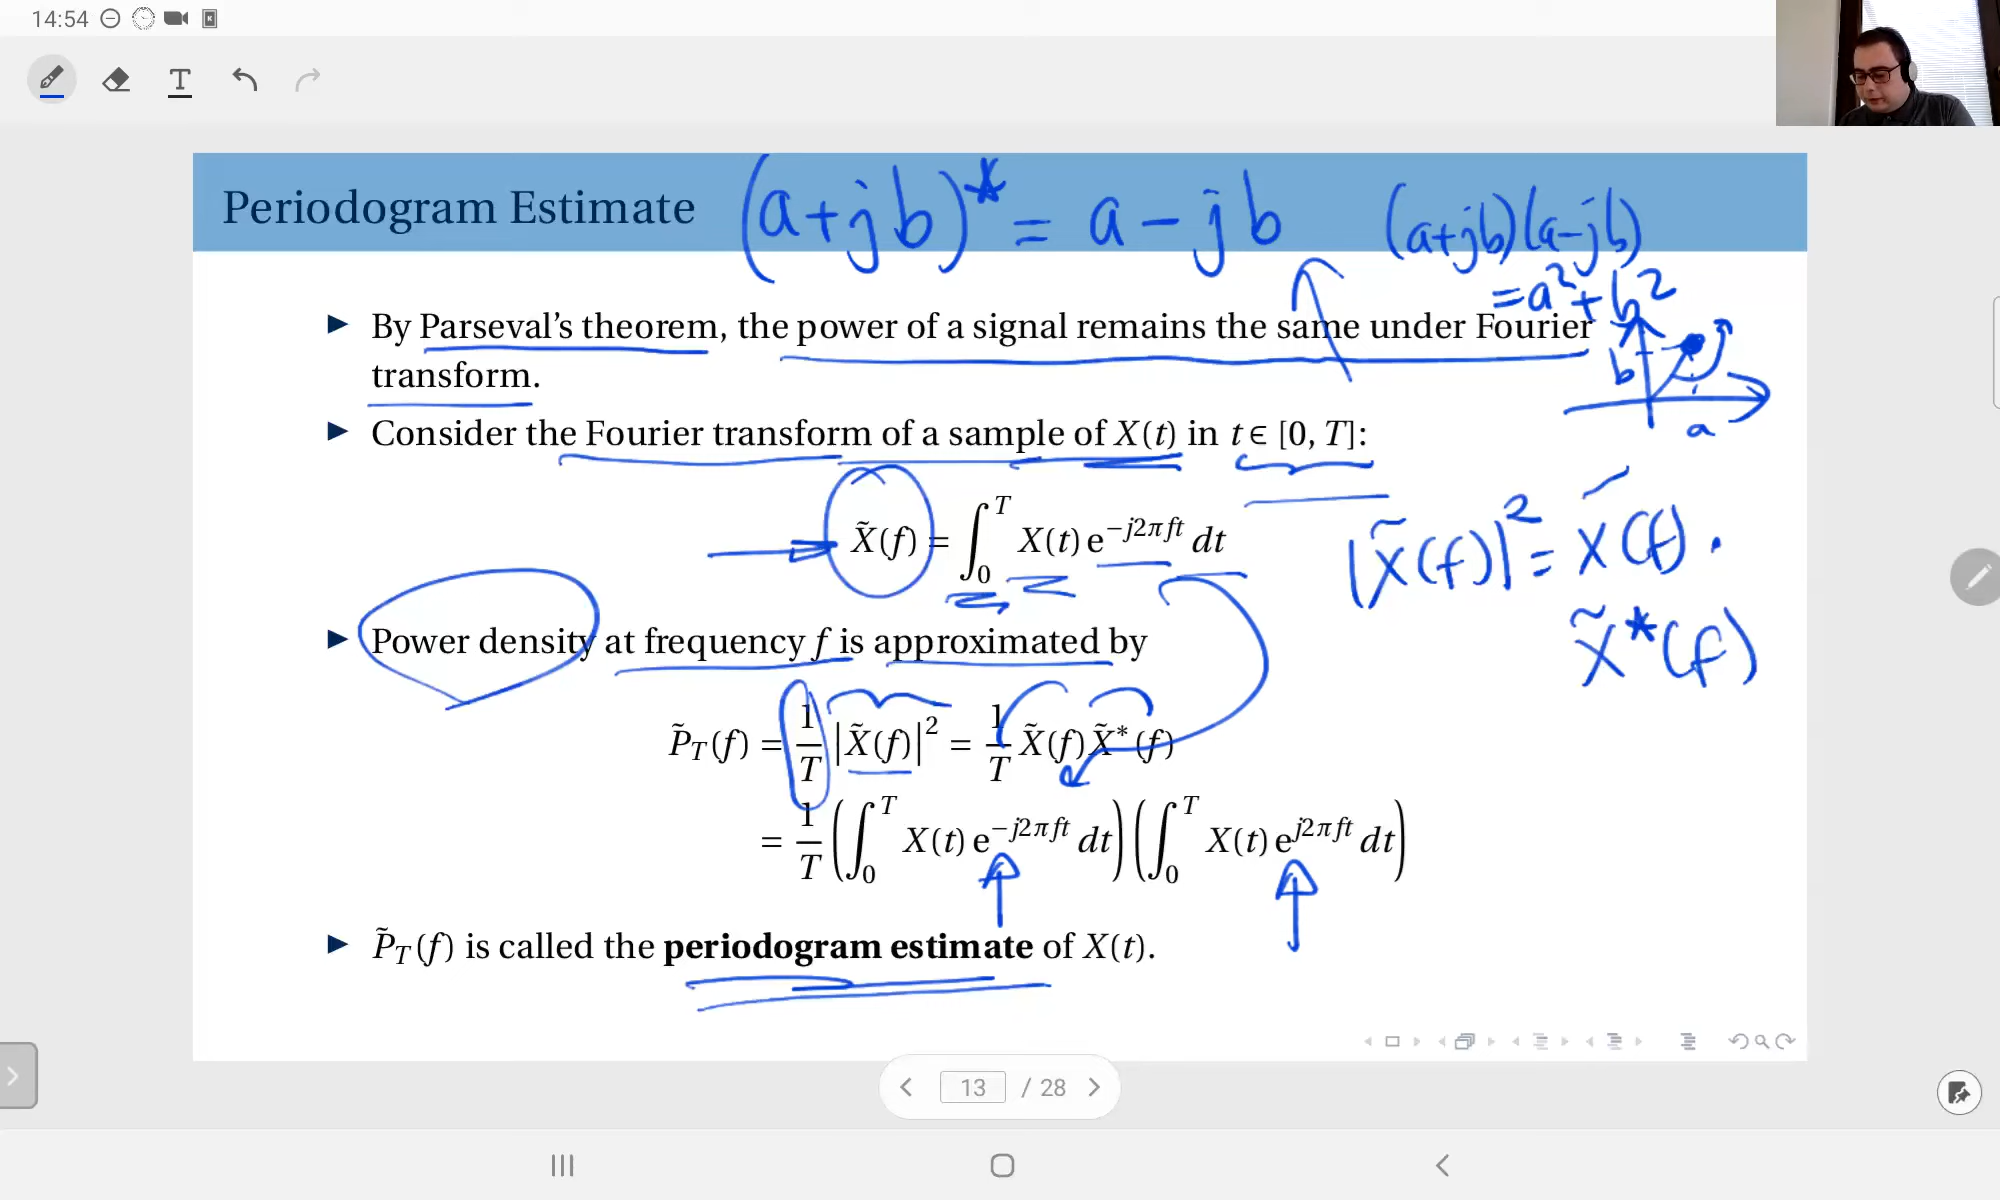 14:54
Periodogram Estimate
(a+jb)* = a-jb
(a+jb)(a-jb)
=a²+b²
► By Parseval's theorem, the power of a signal remains the same under Fourier
transform.
b
a
► Consider the Fourier transform of a sample of X(t) in t ∈ [0, T]:
X̃(f) = ∫₀ᵀ X(t) e^{-j2πft} dt
|X̃(f)|² = X̃(f) ·
X̃*(f)
► Power density at frequency f is approximated by
P̃_T(f) = 1/T |X̃(f)|² = 1/T X̃(f)X̃*(f)
= 1/T (∫₀ᵀ X(t) e^{-j2πft} dt) (∫₀ᵀ X(t) e^{j2πft} dt)
► P̃_T(f) is called the periodogram estimate of X(t).
13 / 28